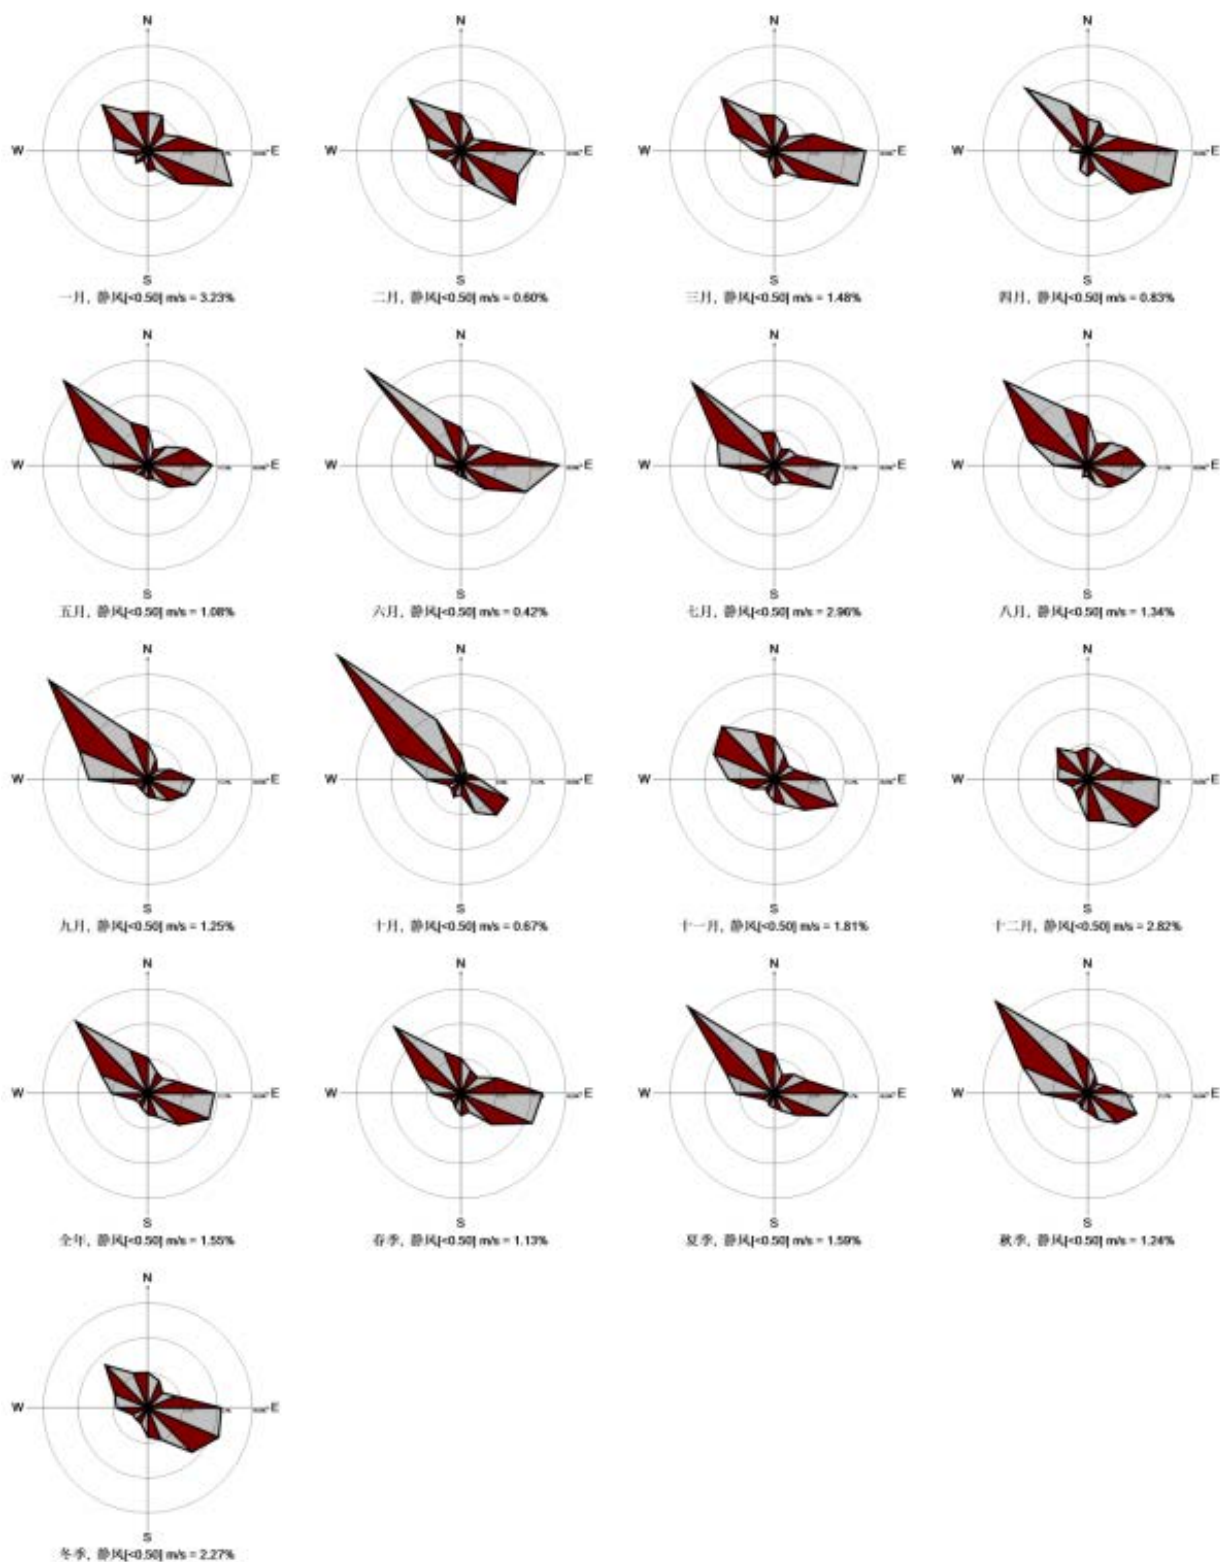 N N N N
W E W E W E W E
S S S S
一月, 静风[<0.50] m/s = 3.23% 二月, 静风[<0.50] m/s = 0.60% 三月, 静风[<0.50] m/s = 1.48% 四月, 静风[<0.50] m/s = 0.83%
N N N N
W E W E W E W E
S S S S
五月, 静风[<0.50] m/s = 1.08% 六月, 静风[<0.50] m/s = 0.42% 七月, 静风[<0.50] m/s = 2.96% 八月, 静风[<0.50] m/s = 1.34%
N N N N
W E W E W E W E
S S S S
九月, 静风[<0.50] m/s = 1.25% 十月, 静风[<0.50] m/s = 0.67% 十一月, 静风[<0.50] m/s = 1.81% 十二月, 静风[<0.50] m/s = 2.82%
N N N N
W E W E W E W E
S S S S
全年, 静风[<0.50] m/s = 1.55% 春季, 静风[<0.50] m/s = 1.13% 夏季, 静风[<0.50] m/s = 1.59% 秋季, 静风[<0.50] m/s = 1.24%
N
W E
S
冬季, 静风[<0.50] m/s = 2.27%